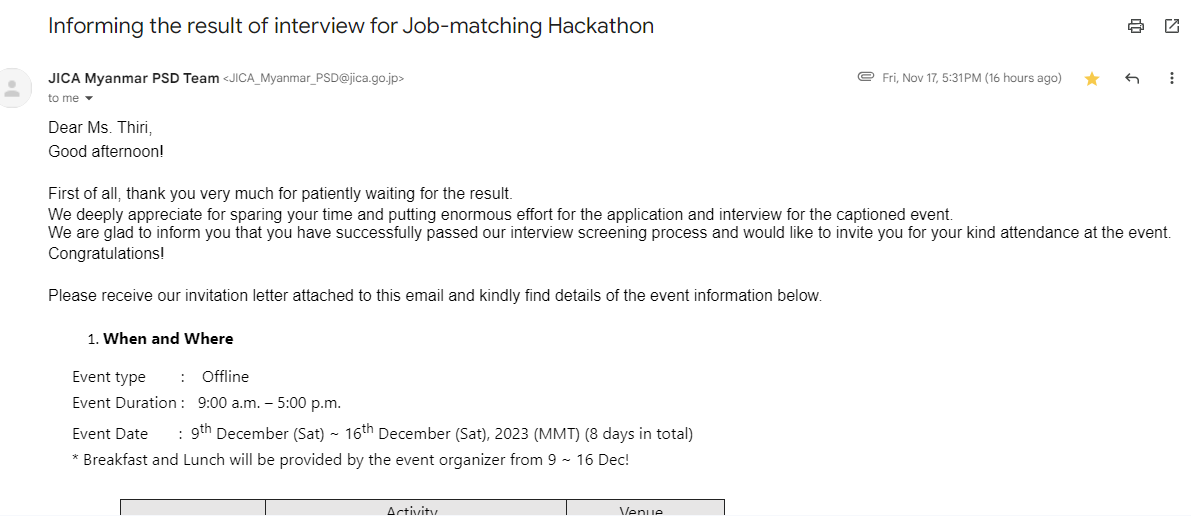 Informing the result of interview for Job-matching Hackathon
JICA Myanmar PSD Team <JICA_Myanmar_PSD@jica.go.jp>
Fri, Nov 17, 5:31 PM (16 hours ago)
to me
Dear Ms. Thiri,
Good afternoon!
First of all, thank you very much for patiently waiting for the result.
We deeply appreciate for sparing your time and putting enormous effort for the application and interview for the captioned event.
We are glad to inform you that you have successfully passed our interview screening process and would like to invite you for your kind attendance at the event.
Congratulations!
Please receive our invitation letter attached to this email and kindly find details of the event information below.
1. When and Where
Event type : Offline
Event Duration : 9:00 a.m. – 5:00 p.m.
Event Date : 9th December (Sat) ~ 16th December (Sat), 2023 (MMT) (8 days in total)
* Breakfast and Lunch will be provided by the event organizer from 9 ~ 16 Dec!
Activity Venue